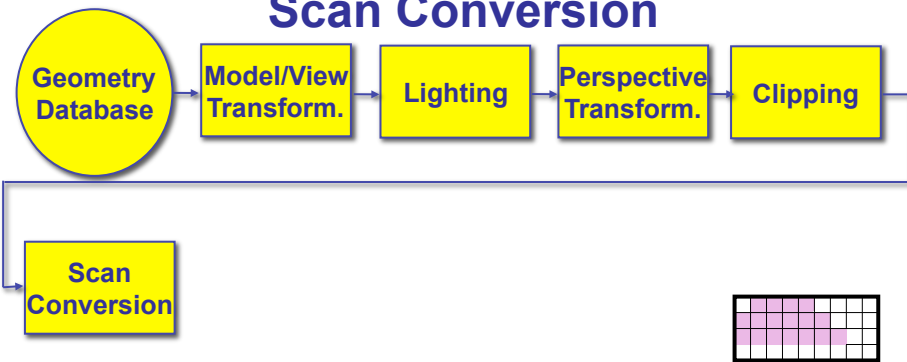 Scan Conversion
Geometry
Database
Model/View
Transform.
Lighting
Perspective
Transform.
Clipping
Scan
Conversion